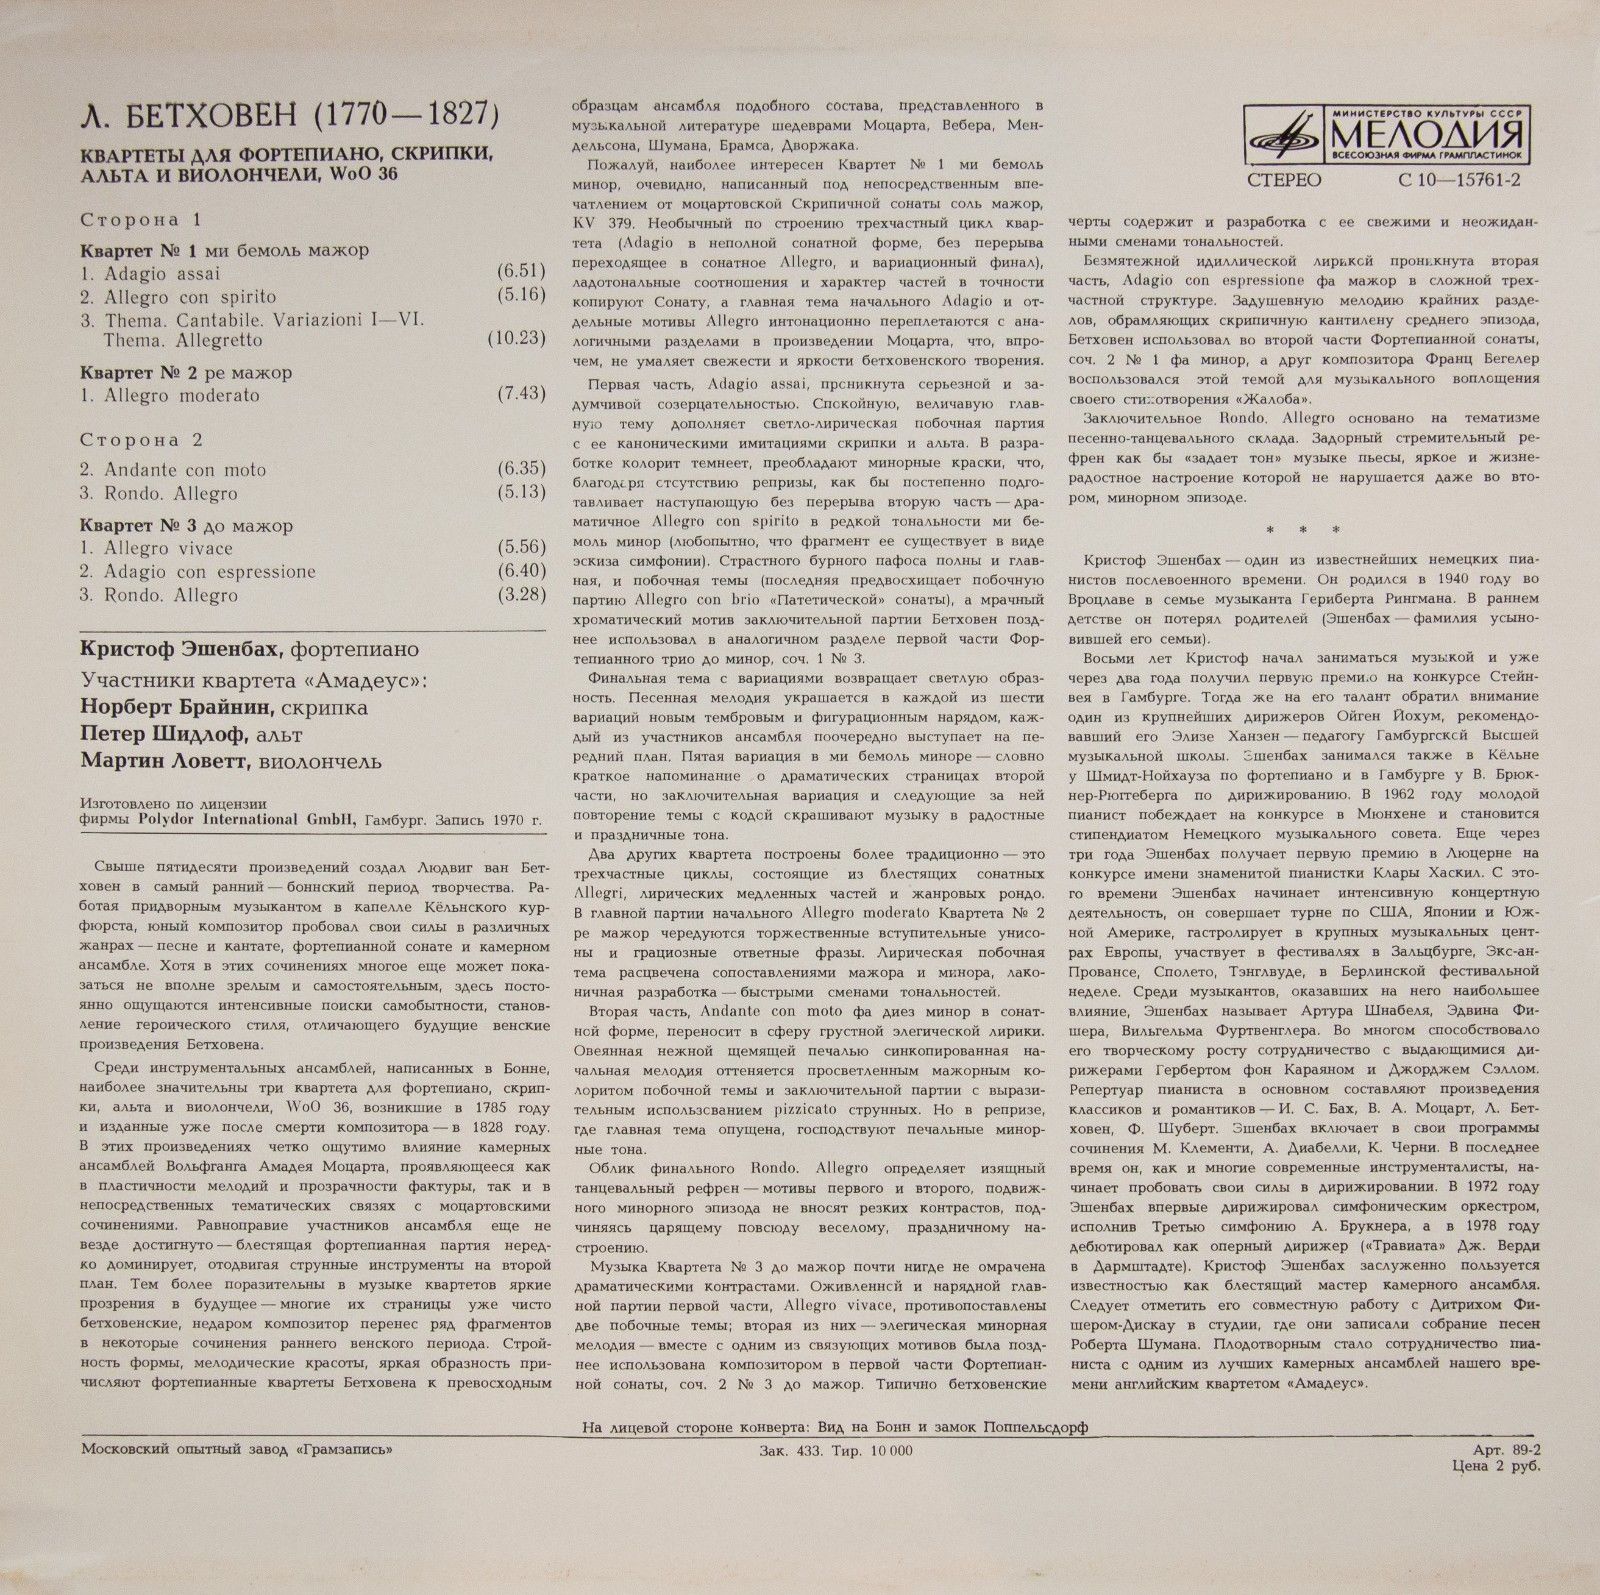 Л. БЕТХОВЕН (1770—1827)
КВАРТЕТЫ ДЛЯ ФОРТЕПИАНО, СКРИПКИ,
АЛЬТА И ВИОЛОНЧЕЛИ, WoO 36
Сторона 1
Квартет № 1 ми бемоль мажор
1. Adagio assai (6.51)
2. Allegro con spirito (5.16)
3. Thema. Cantabile. Variazioni I—VI.
Thema. Allegretto (10.23)
Квартет № 2 ре мажор
1. Allegro moderato (7.43)
Сторона 2
2. Andante con moto (6.35)
3. Rondo. Allegro (5.13)
Квартет № 3 до мажор
1. Allegro vivace (5.56)
2. Adagio con espressione (6.40)
3. Rondo. Allegro (3.28)
Кристоф Эшенбах, фортепиано
Участники квартета «Амадеус»:
Норберт Брайнин, скрипка
Петер Шидлоф, альт
Мартин Ловетт, виолончель
Изготовлено по лицензии
фирмы Polydor International GmbH, Гамбург. Запись 1970 г.
Свыше пятидесяти произведений создал Людвиг ван Бет-
ховен в самый ранний — боннский период творчества. Ра-
ботая придворным музыкантом в капелле Кёльнского кур-
фюрста, юный композитор пробовал свои силы в различных
жанрах — песне и кантате, фортепианной сонате и камерном
ансамбле. Хотя в этих сочинениях многое еще может пока-
заться не вполне зрелым и самостоятельным, здесь посто-
янно ощущаются интенсивные поиски самобытности, станов-
ление героического стиля, отличающего будущие венские
произведения Бетховена.
Среди инструментальных ансамблей, написанных в Бонне,
наиболее значительны три квартета для фортепиано, скрип-
ки, альта и виолончели, WoO 36, возникшие в 1785 году
и изданные уже после смерти композитора — в 1828 году.
В этих произведениях четко ощутимо влияние камерных
ансамблей Вольфганга Амадея Моцарта, проявляющееся как
в пластичности мелодий и прозрачности фактуры, так и в
непосредственных тематических связях с моцартовскими
сочинениями. Равноправие участников ансамбля еще не
везде достигнуто — блестящая фортепианная партия неред-
ко доминирует, отодвигая струнные инструменты на второй
план. Тем более поразительны в музыке квартетов яркие
прозрения в будущее — многие их страницы уже чисто
бетховенские, недаром композитор перенес ряд фрагментов
в некоторые сочинения раннего венского периода. Строй-
ность формы, мелодические красоты, яркая образность при-
числяют фортепианные квартеты Бетховена к превосходным
образцам ансамбля подобного состава, представленного в
музыкальной литературе шедеврами Моцарта, Вебера, Мен-
дельсона, Шумана, Брамса, Дворжака.
Пожалуй, наиболее интересен Квартет № 1 ми бемоль
минор, очевидно, написанный под непосредственным впе-
чатлением от моцартовской Скрипичной сонаты соль мажор,
KV 379. Необычный по строению трехчастный цикл квар-
тета (Adagio в неполной сонатной форме, без перерыва
переходящее в сонатное Allegro, и вариационный финал),
ладотональные соотношения и характер частей в точности
копируют Сонату, а главная тема начального Adagio и от-
дельные мотивы Allegro интонационно переплетаются с ана-
логичными разделами в произведении Моцарта, что, впро-
чем, не умаляет свежести и яркости бетховенского творения.
Первая часть, Adagio assai, проникнута серьезной и за-
думчивой созерцательностью. Спокойную, величавую глав-
ную тему дополняет светло-лирическая побочная партия
с ее каноническими имитациями скрипки и альта. В разра-
ботке колорит темнеет, преобладают минорные краски, что,
благодаря отсутствию репризы, как бы постепенно подго-
тавливает наступающую без перерыва вторую часть — дра-
матичное Allegro con spirito в редкой тональности ми бе-
моль минор (любопытно, что фрагмент ее существует в виде
эскиза симфонии). Страстного бурного пафоса полны и глав-
ная, и побочная темы (последняя предвосхищает побочную
партию Allegro con brio «Патетической» сонаты), а мрачный
хроматический мотив заключительной партии Бетховен позд-
нее использовал в аналогичном разделе первой части Фор-
тепианного трио до минор, соч. 1 № 3.
Финальная тема с вариациями возвращает светлую образ-
ность. Песенная мелодия украшается в каждой из шести
вариаций новым тембровым и фигурационным нарядом, каж-
дый из участников ансамбля поочередно выступает на пе-
редний план. Пятая вариация в ми бемоль миноре — словно
краткое напоминание о драматических страницах второй
части, но заключительная вариация и следующие за ней
повторение темы с кодой скрашивают музыку в радостные
и праздничные тона.
Два других квартета построены более традиционно — это
трехчастные циклы, состоящие из блестящих сонатных
Allegri, лирических медленных частей и жанровых рондо.
В главной партии начального Allegro moderato Квартета № 2
ре мажор чередуются торжественные вступительные унисо-
ны и грациозные ответные фразы. Лирическая побочная
тема расцвечена сопоставлениями мажора и минора, лако-
ничная разработка — быстрыми сменами тональностей.
Вторая часть, Andante con moto фа диез минор в сонат-
ной форме, переносит в сферу грустной элегической лирики.
Овеянная нежной щемящей печалью синкопированная на-
чальная мелодия оттеняется просветленным мажорным ко-
лоритом побочной темы и заключительной партии с вырази-
тельным использованием pizzicato струнных. Но в репризе,
где главная тема опущена, господствуют печальные минор-
ные тона.
Облик финального Rondo. Allegro определяет изящный
танцевальный рефрен — мотивы первого и второго, подвиж-
ного минорного эпизода не вносят резких контрастов, под-
чиняясь царящему повсюду веселому, праздничному на-
строению.
Музыка Квартета № 3 до мажор почти нигде не омрачена
драматическими контрастами. Оживленной и нарядной глав-
ной партии первой части, Allegro vivace, противопоставлены
две побочные темы; вторая из них — элегическая минорная
мелодия — вместе с одним из связующих мотивов была позд-
нее использована композитором в первой части Фортепиан-
ной сонаты, соч. 2 № 3 до мажор. Типично бетховенские
МИНИСТЕРСТВО КУЛЬТУРЫ СССР
МЕЛОДИЯ
ВСЕСОЮЗНАЯ ФИРМА ГРАМПЛАСТИНОК
СТЕРЕО С 10—15761-2
черты содержит и разработка с ее свежими и неожидан-
ными сменами тональностей.
Безмятежной идиллической лирикой проникнута вторая
часть, Adagio con espressione фа мажор в сложной трех-
частной структуре. Задушевную мелодию крайних разде-
лов, обрамляющих скрипичную кантилену среднего эпизода,
Бетховен использовал во второй части Фортепианной сонаты,
соч. 2 № 1 фа минор, а друг композитора Франц Вегелер
воспользовался этой темой для музыкального воплощения
своего стихотворения «Жалоба».
Заключительное Rondo. Allegro основано на тематизме
песенно-танцевального склада. Задорный стремительный ре-
френ как бы «задает тон» музыке пьесы, яркое и жизне-
радостное настроение которой не нарушается даже во вто-
ром, минорном эпизоде.
* * *
Кристоф Эшенбах — один из известнейших немецких пиа-
нистов послевоенного времени. Он родился в 1940 году во
Вроцлаве в семье музыканта Гериберта Рингмана. В раннем
детстве он потерял родителей (Эшенбах — фамилия усыно-
вившей его семьи).
Восьми лет Кристоф начал заниматься музыкой и уже
через два года получил первую премию на конкурсе Стейн-
вея в Гамбурге. Тогда же на его талант обратил внимание
один из крупнейших дирижеров Ойген Йохум, рекомендо-
вавший его Элизе Ханзен — педагогу Гамбургской Высшей
музыкальной школы. Эшенбах занимался также в Кёльне
у Шмидт-Нойхауза по фортепиано и в Гамбурге у В. Брюк-
нер-Рюггеберга по дирижированию. В 1962 году молодой
пианист побеждает на конкурсе в Мюнхене и становится
стипендиатом Немецкого музыкального совета. Еще через
три года Эшенбах получает первую премию в Люцерне на
конкурсе имени знаменитой пианистки Клары Хаскил. С это-
го времени Эшенбах начинает интенсивную концертную
деятельность, он совершает турне по США, Японии и Юж-
ной Америке, гастролирует в крупных музыкальных цент-
рах Европы, участвует в фестивалях в Зальцбурге, Экс-ан-
Провансе, Сполето, Тэнглвуде, в Берлинской фестивальной
неделе. Среди музыкантов, оказавших на него наибольшее
влияние, Эшенбах называет Артура Шнабеля, Эдвина Фи-
шера, Вильгельма Фуртвенглера. Во многом способствовало
его творческому росту сотрудничество с выдающимися ди-
рижерами Гербертом фон Караяном и Джорджем Сэллом.
Репертуар пианиста в основном составляют произведения
классиков и романтиков — И. С. Бах, В. А. Моцарт, Л. Бет-
ховен, Ф. Шуберт. Эшенбах включает в свои программы
сочинения М. Клементи, А. Диабелли, К. Черни. В последнее
время он, как и многие современные инструменталисты, на-
чинает пробовать свои силы в дирижировании. В 1972 году
Эшенбах впервые дирижировал симфоническим оркестром,
исполнив Третью симфонию А. Брукнера, а в 1978 году
дебютировал как оперный дирижер («Травиата» Дж. Верди
в Дармштадте). Кристоф Эшенбах заслуженно пользуется
известностью как блестящий мастер камерного ансамбля.
Следует отметить его совместную работу с Дитрихом Фи-
шером-Дискау в студии, где они записали собрание песен
Роберта Шумана. Плодотворным стало сотрудничество пиа-
ниста с одним из лучших камерных ансамблей нашего вре-
мени английским квартетом «Амадеус».
На лицевой стороне конверта: Вид на Бонн и замок Поппельсдорф
Московский опытный завод «Грамзапись» Зак. 433. Тир. 10 000 Арт. 89-2
Цена 2 руб.